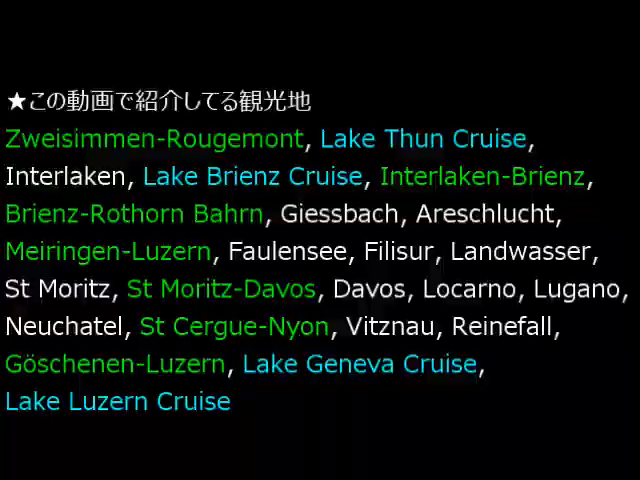 ★この動画で紹介してる観光地
Zweisimmen-Rougemont, Lake Thun Cruise,
Interlaken, Lake Brienz Cruise, Interlaken-Brienz,
Brienz-Rothorn Bahrn, Giessbach, Areschlucht,
Meiringen-Luzern, Faulensee, Filisur, Landwasser,
St Moritz, St Moritz-Davos, Davos, Locarno, Lugano,
Neuchatel, St Cergue-Nyon, Vitznau, Reinefall,
Göschenen-Luzern, Lake Geneva Cruise,
Lake Luzern Cruise